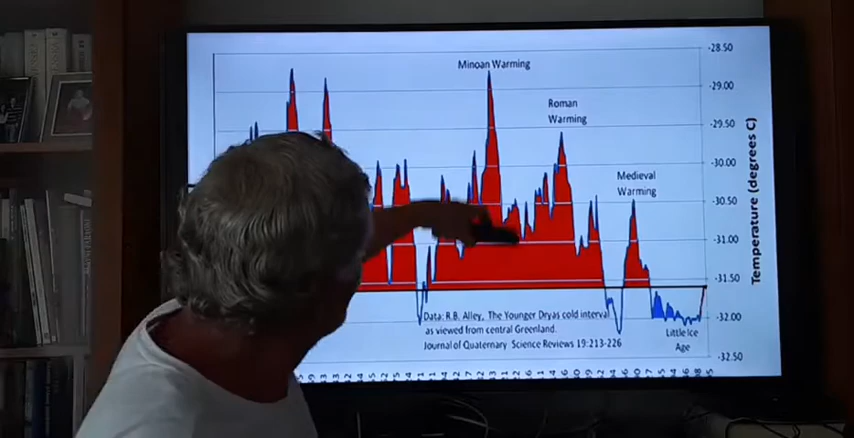 Minoan Warming
-28.50
-29.00
Roman
Warming
-29.50
-30.00
Medieval
Warming
-30.50
-31.00
-31.50
-32.00
-32.50
Temperature (degrees C)
Data: R.B. Alley, The Younger Dryas cold interval
as viewed from central Greenland.
Journal of Quaternary Science Reviews 19:213-226
Little Ice
Age